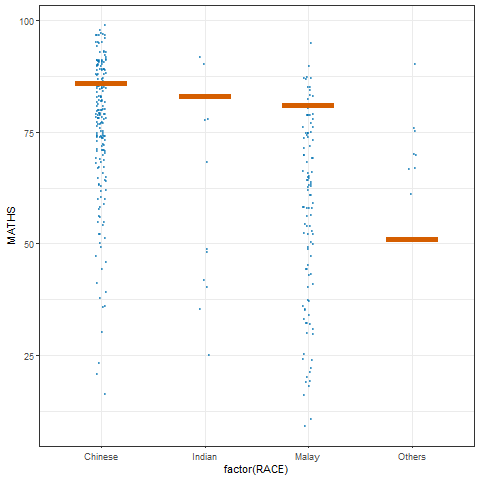 100
75
50
25
MATHS
Chinese
Indian
Malay
Others
factor(RACE)